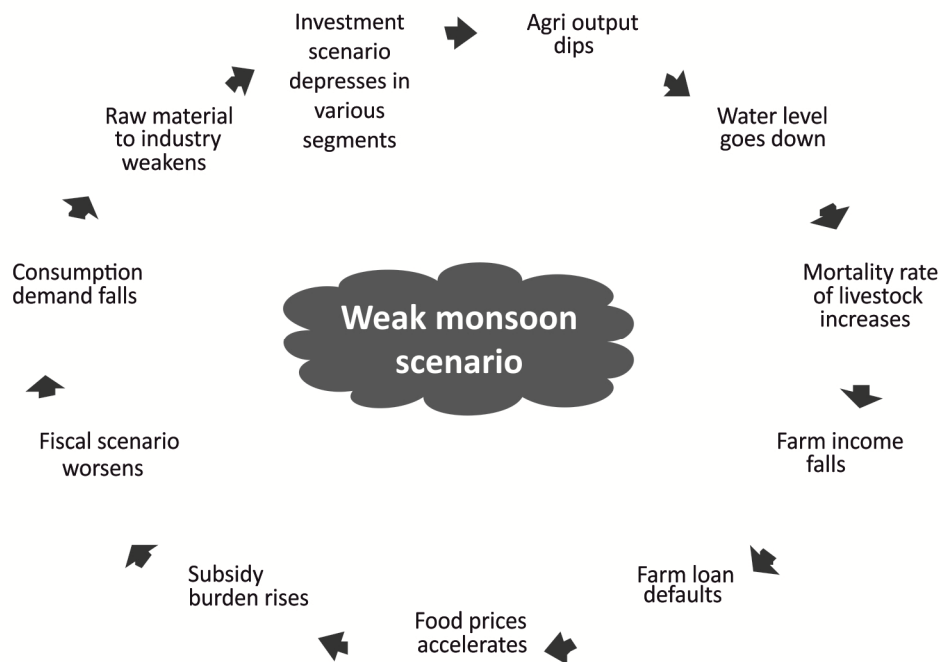 Investment
scenario
depresses in
various
segments
Agri output
dips
Water level
goes down
Mortality rate
of livestock
increases
Farm income
falls
Farm loan
defaults
Food prices
accelerates
Subsidy
burden rises
Fiscal scenario
worsens
Consumption
demand falls
Raw material
to industry
weakens
Weak monsoon
scenario